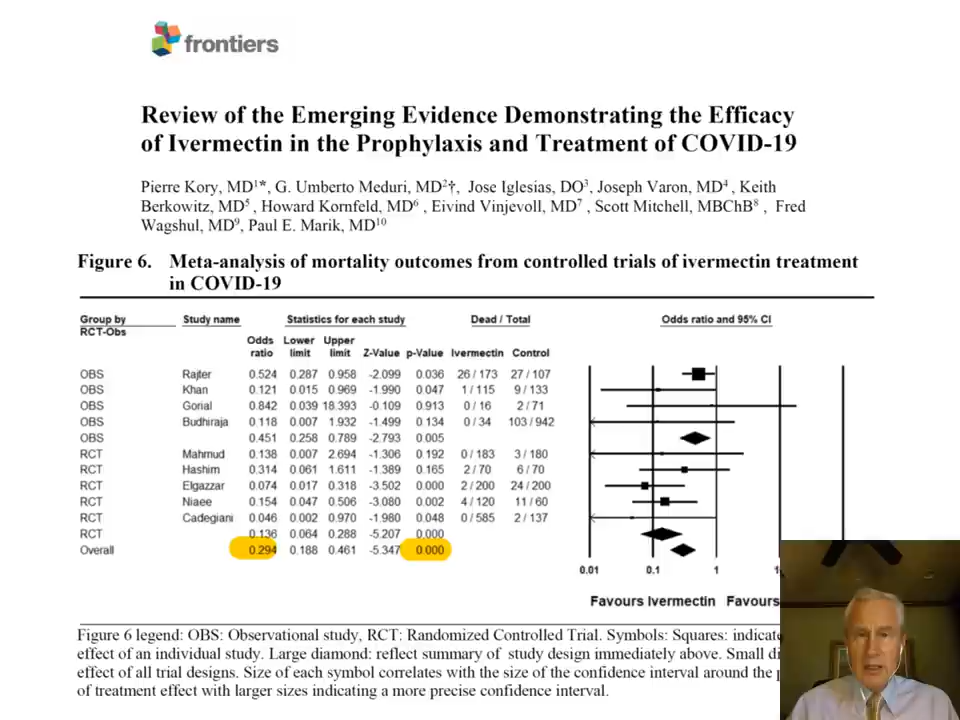 frontiers
Review of the Emerging Evidence Demonstrating the Efficacy
of Ivermectin in the Prophylaxis and Treatment of COVID-19
Pierre Kory, MD1*, G. Umberto Meduri, MD2†, Jose Iglesias, DO3, Joseph Varon, MD4, Keith
Berkowitz, MD5, Howard Kornfeld, MD6, Eivind Vinjevoll, MD7, Scott Mitchell, MBChB8, Fred
Wagshul, MD9, Paul E. Marik, MD10
Figure 6. Meta-analysis of mortality outcomes from controlled trials of ivermectin treatment
in COVID-19
Group by Study name Statistics for each study Dead / Total Odds ratio and 95% CI
RCT-Obs
Odds Lower Upper
ratio limit limit Z-Value p-Value Ivermectin Control
OBS Rajter 0.524 0.287 0.958 -2.099 0.036 26 / 173 27 / 107
OBS Khan 0.121 0.015 0.969 -1.990 0.047 1 / 115 9 / 133
OBS Gorial 0.842 0.039 18.393 -0.109 0.913 0 / 16 2 / 71
OBS Budhiraja 0.118 0.007 1.932 -1.499 0.134 0 / 34 103 / 942
OBS 0.451 0.258 0.789 -2.793 0.005
RCT Mahmud 0.138 0.007 2.694 -1.306 0.192 0 / 183 3 / 180
RCT Hashim 0.314 0.061 1.611 -1.389 0.165 2 / 70 6 / 70
RCT Elgazzar 0.074 0.017 0.318 -3.502 0.000 2 / 200 24 / 200
RCT Niaee 0.154 0.047 0.506 -3.080 0.002 4 / 120 11 / 60
RCT Cadegiani 0.046 0.002 0.970 -1.980 0.048 0 / 585 2 / 137
RCT 0.136 0.064 0.288 -5.207 0.000
Overall 0.294 0.188 0.461 -5.347 0.000
0.01 0.1 1
Favours Ivermectin Favours
Figure 6 legend: OBS: Observational study, RCT: Randomized Controlled Trial. Symbols: Squares: indicate
effect of an individual study. Large diamond: reflect summary of study design immediately above. Small
effect of all trial designs. Size of each symbol correlates with the size of the confidence interval around the
of treatment effect with larger sizes indicating a more precise confidence interval.